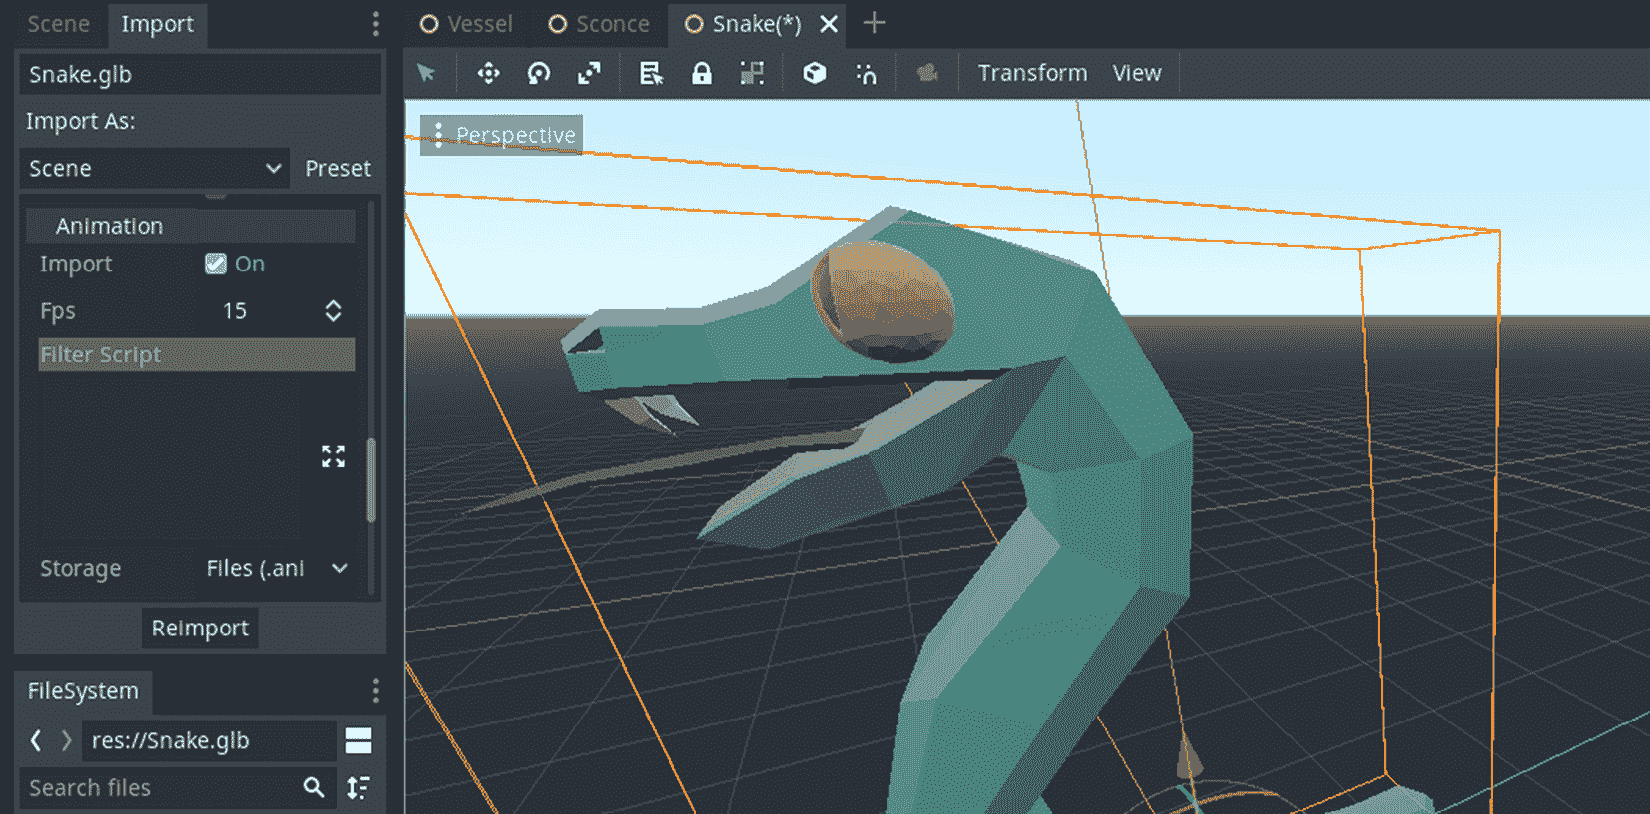 Scene Import
Snake.glb
Import As:
Scene Preset
Animation
Import On
Fps 15
Filter Script
Storage Files (.ani
Reimport
FileSystem
res://Snake.glb
Search files
Vessel Sconce Snake(*)
Transform View
Perspective